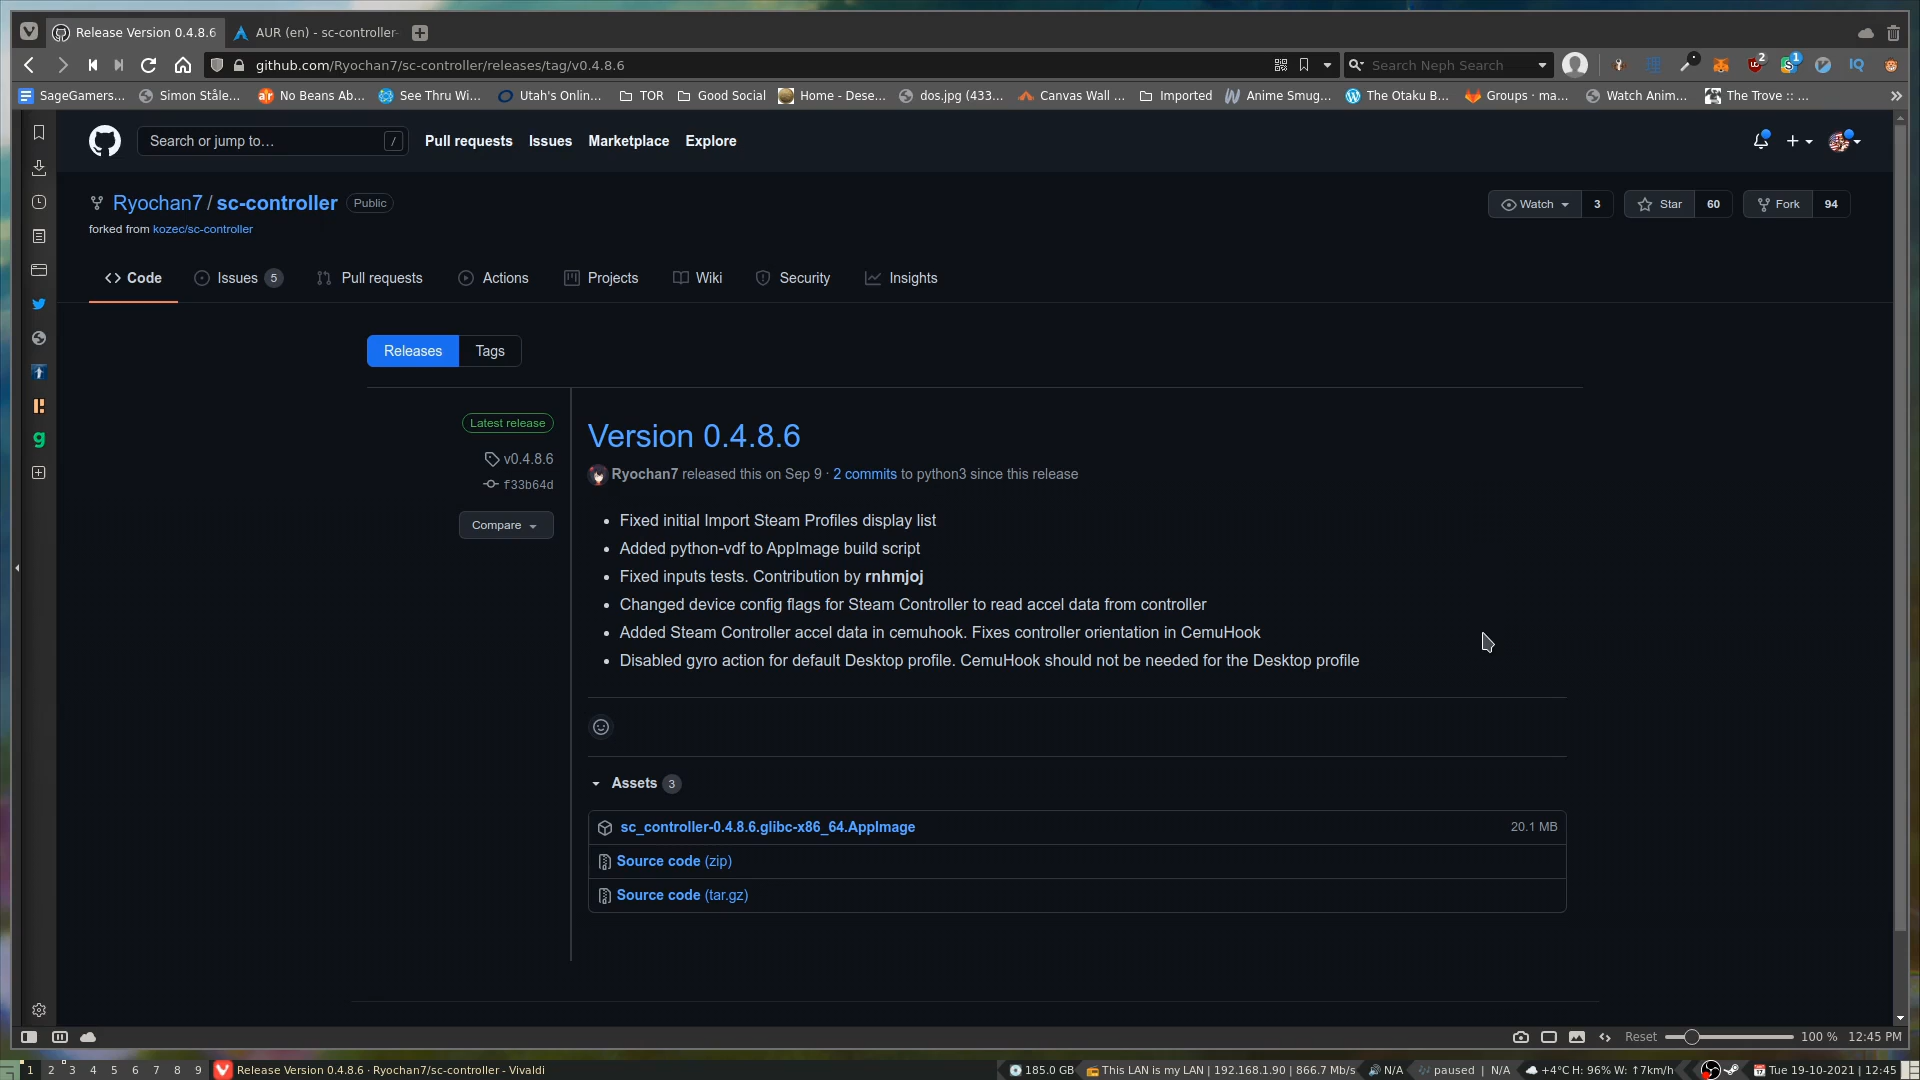 Release Version 0.4.8.6
AUR (en) - sc-controller-
github.com/Ryochan7/sc-controller/releases/tag/v0.4.8.6
Search Neph Search
2
1
IQ
SageGamers...
Simon Ståle...
No Beans Ab...
See Thru Wi...
Utah's Onlin...
TOR
Good Social
Home - Dese...
dos.jpg (433...
Canvas Wall ...
Imported
Anime Smug...
The Otaku B...
Groups · ma...
Watch Anim...
The Trove :: ...
Search or jump to...
/
Pull requests
Issues
Marketplace
Explore
Ryochan7 / sc-controller
Public
Watch
3
Star
60
Fork
94
forked from kozec/sc-controller
Code
Issues
5
Pull requests
Actions
Projects
Wiki
Security
Insights
Releases
Tags
Latest release
v0.4.8.6
f33b64d
Compare
Version 0.4.8.6
Ryochan7 released this on Sep 9 · 2 commits to python3 since this release
Fixed initial Import Steam Profiles display list
Added python-vdf to AppImage build script
Fixed inputs tests. Contribution by rnhmjoj
Changed device config flags for Steam Controller to read accel data from controller
Added Steam Controller accel data in cemuhook. Fixes controller orientation in CemuHook
Disabled gyro action for default Desktop profile. CemuHook should not be needed for the Desktop profile
Assets 3
sc_controller-0.4.8.6.glibc-x86_64.AppImage
20.1 MB
Source code (zip)
Source code (tar.gz)
Reset
100 %
12:45 PM
1 2 3 4 5 6 7 8 9
Release Version 0.4.8.6 · Ryochan7/sc-controller - Vivaldi
185.0 GB
This LAN is my LAN | 192.168.1.90 | 866.7 Mb/s
N/A
paused | N/A
+4°C H: 96% W: ↑7km/h
Tue 19-10-2021 | 12:45